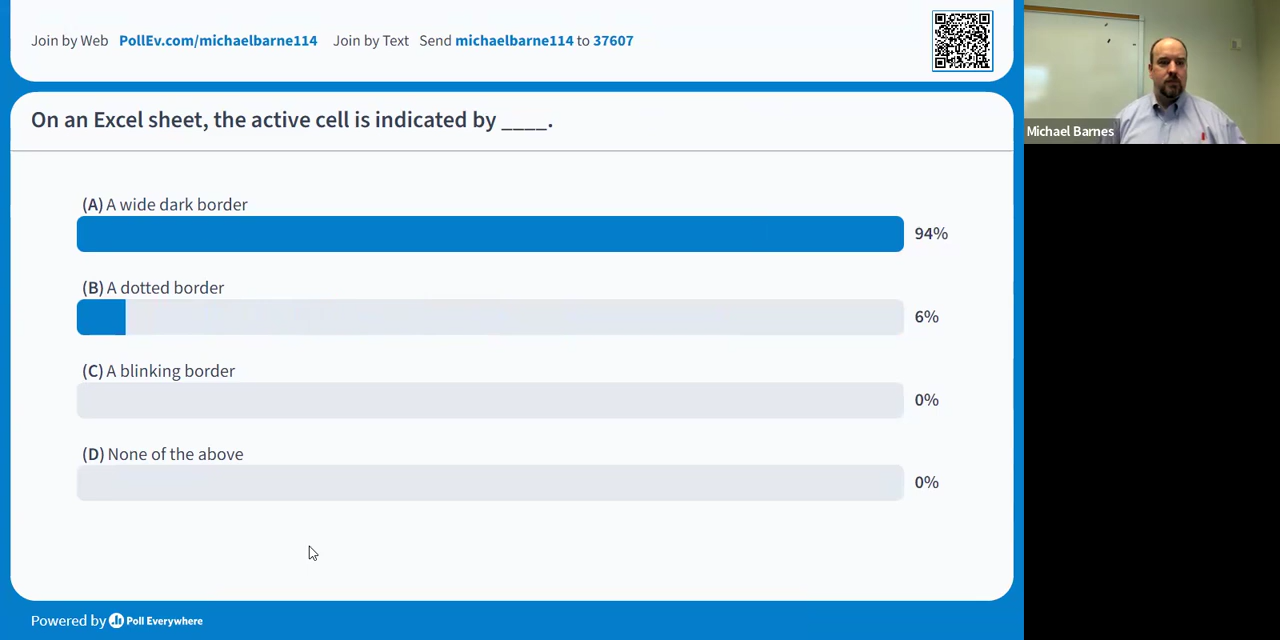 Join by Web PollEv.com/michaelbarne114 Join by Text Send michaelbarne114 to 37607
On an Excel sheet, the active cell is indicated by ____.
(A) A wide dark border
94%
(B) A dotted border
6%
(C) A blinking border
0%
(D) None of the above
0%
Powered by Poll Everywhere
Michael Barnes